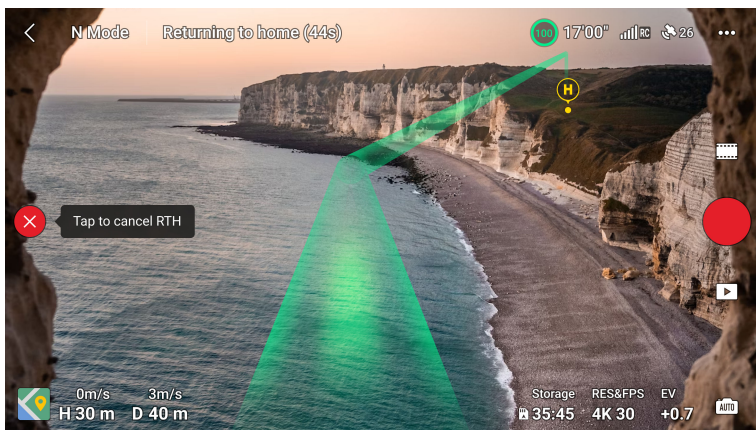 N Mode
Returning to home (44s)
100
17'00"
RC
26
H
Tap to cancel RTH
0m/s
3m/s
H 30 m
D 40 m
Storage
RES&FPS
EV
35:45
4K 30
+0.7
AUTO